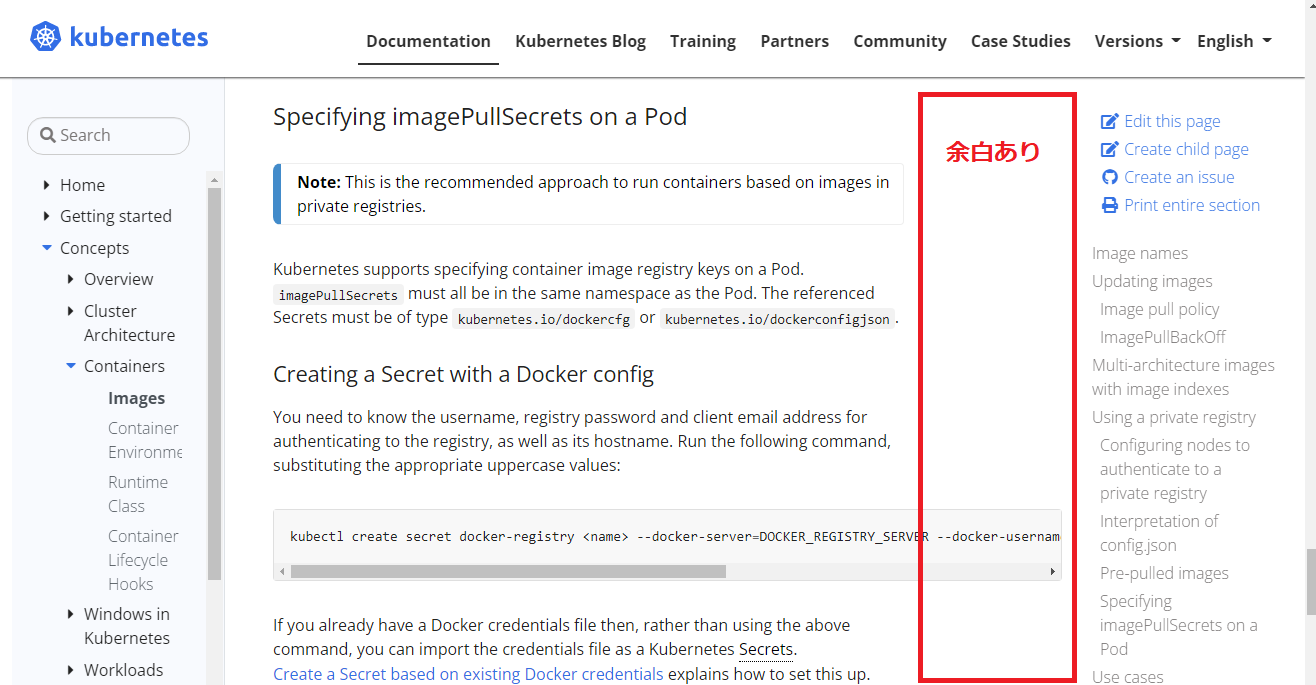 kubernetes
Documentation
Kubernetes Blog
Training
Partners
Community
Case Studies
Versions
English
Search
Home
Getting started
Concepts
Overview
Cluster
Architecture
Containers
Images
Container
Environme
Runtime
Class
Container
Lifecycle
Hooks
Windows in
Kubernetes
Workloads
Specifying imagePullSecrets on a Pod
Note: This is the recommended approach to run containers based on images in
private registries.
Kubernetes supports specifying container image registry keys on a Pod.
imagePullSecrets must all be in the same namespace as the Pod. The referenced
Secrets must be of type kubernetes.io/dockercfg or kubernetes.io/dockerconfigjson.
Creating a Secret with a Docker config
You need to know the username, registry password and client email address for
authenticating to the registry, as well as its hostname. Run the following command,
substituting the appropriate uppercase values:
kubectl create secret docker-registry <name> --docker-server=DOCKER_REGISTRY_SERVER --docker-usernam
If you already have a Docker credentials file then, rather than using the above
command, you can import the credentials file as a Kubernetes Secrets.
Create a Secret based on existing Docker credentials explains how to set this up.
余白あり
Edit this page
Create child page
Create an issue
Print entire section
Image names
Updating images
Image pull policy
ImagePullBackOff
Multi-architecture images
with image indexes
Using a private registry
Configuring nodes to
authenticate to a
private registry
Interpretation of
config.json
Pre-pulled images
Specifying
imagePullSecrets on a
Pod
Use cases